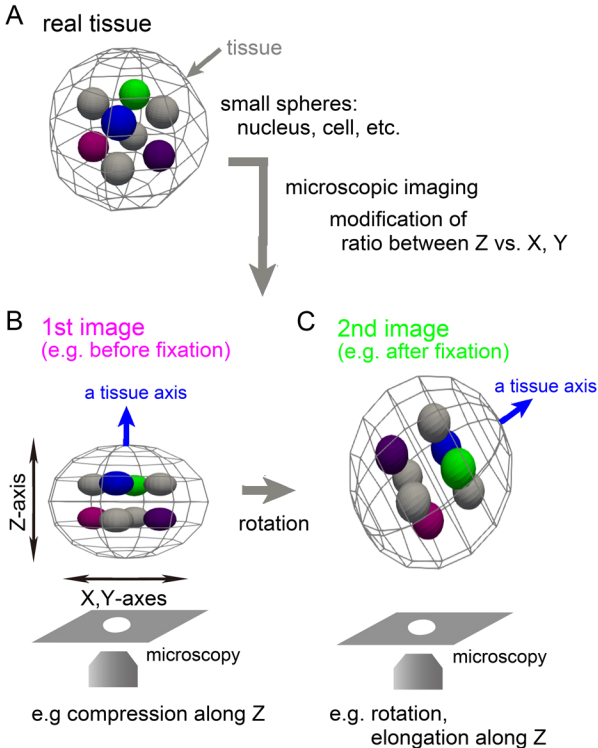 A
real tissue
tissue
small spheres:
nucleus, cell, etc.
microscopic imaging
modification of
ratio between Z vs. X, Y
B
1st image
(e.g. before fixation)
a tissue axis
Z-axis
X,Y-axes
microscopy
e.g compression along Z
rotation
C
2nd image
(e.g. after fixation)
a tissue axis
microscopy
e.g. rotation,
elongation along Z